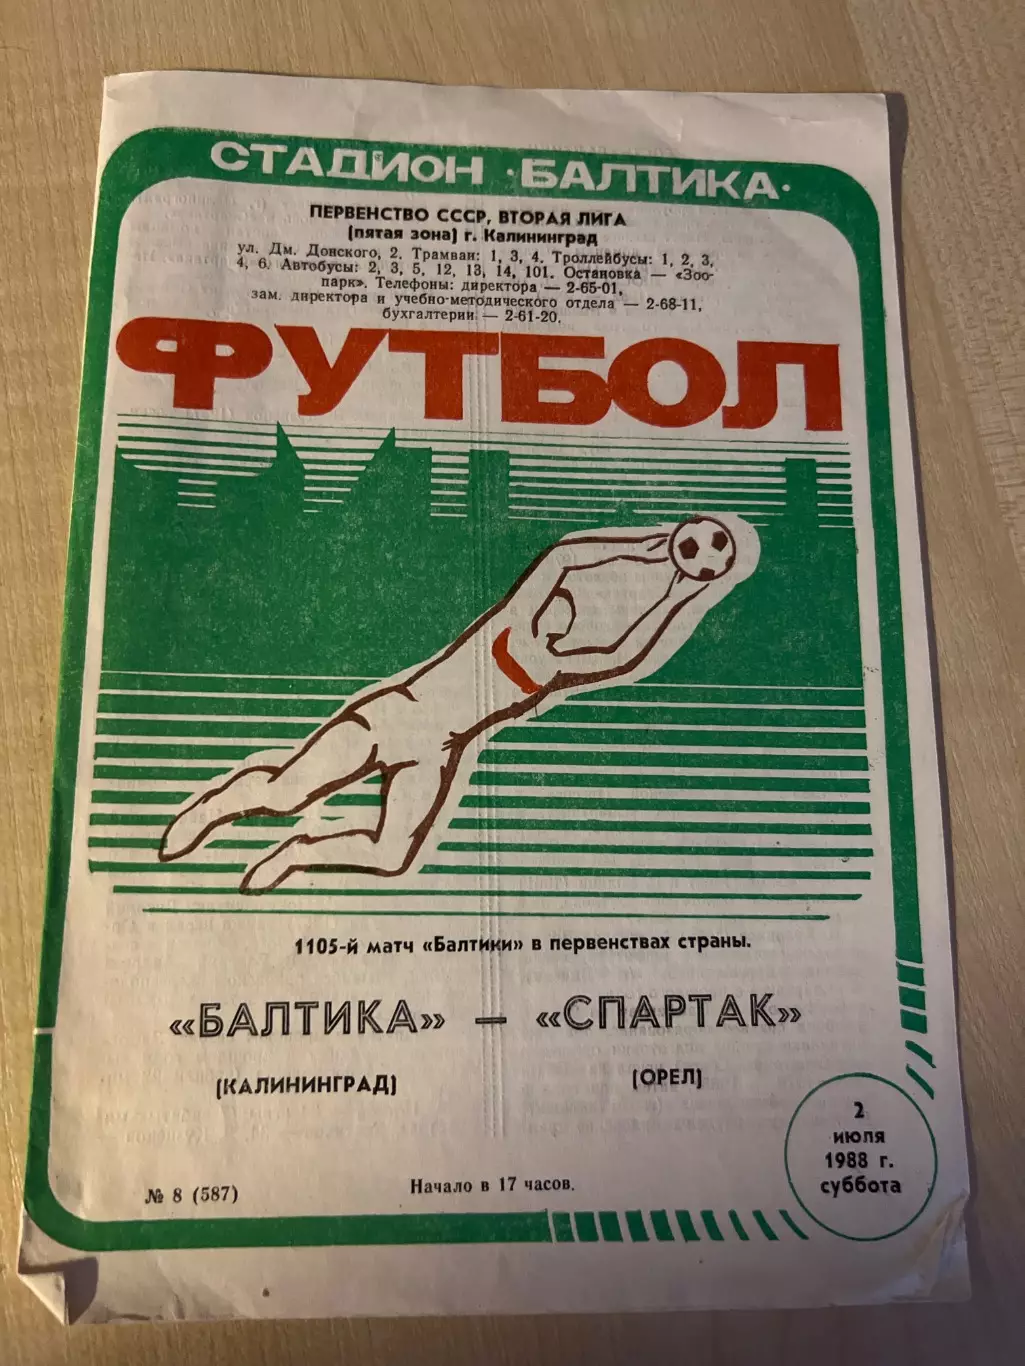 СТАДИОН ·БАЛТИКА·
ПЕРВЕНСТВО СССР, ВТОРАЯ ЛИГА
(пятая зона) г. Калининград
ул. Дм. Донского, 2. Трамваи: 1, 3, 4. Троллейбусы: 1, 2, 3,
4, 6. Автобусы: 2, 3, 5, 12, 13, 14, 101. Остановка — «Зоо-
парк». Телефоны: директора — 2-65-01,
зам. директора и учебно-методического отдела — 2-68-11,
бухгалтерии — 2-61-20.
ФУТБОЛ
1105-й матч «Балтики» в первенствах страны.
«БАЛТИКА» — «СПАРТАК»
(КАЛИНИНГРАД) (ОРЕЛ)
2
июля
1988 г.
суббота
№ 8 (587) Начало в 17 часов.